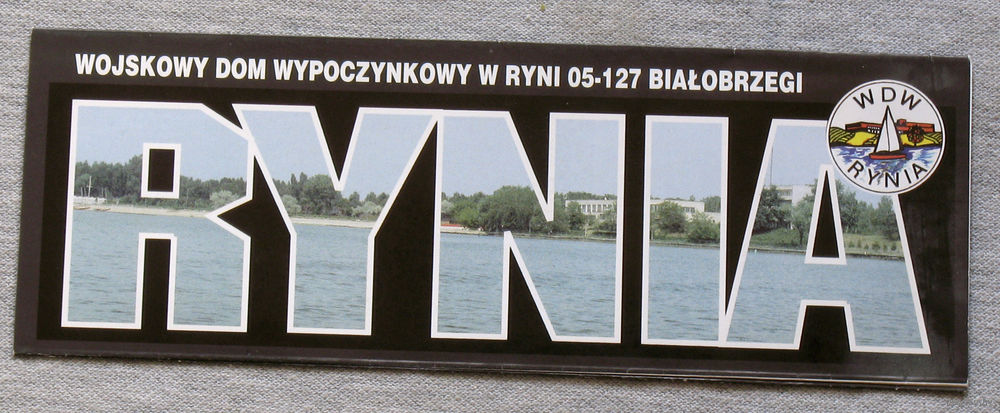 WOJSKOWY DOM WYPOCZYNKOWY W RYNI 05-127 BIAŁOBRZEGI
RYNIA
WDW
RYNIA